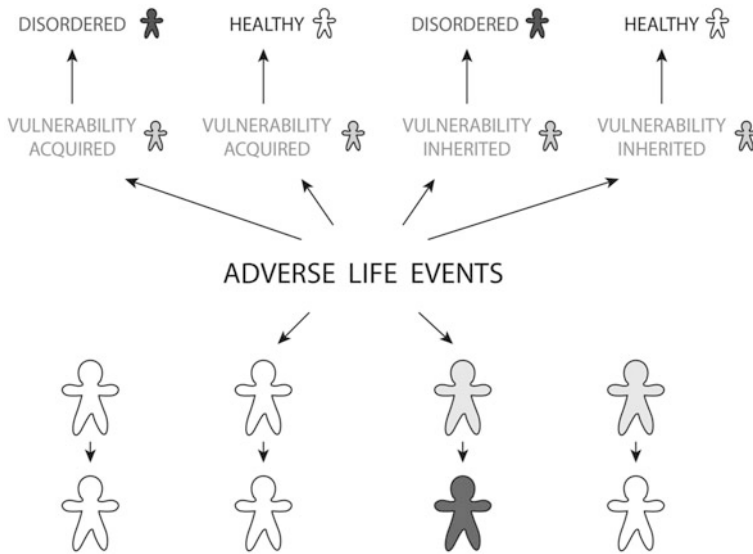 DISORDERED
HEALTHY
DISORDERED
HEALTHY
VULNERABILITY
ACQUIRED
VULNERABILITY
ACQUIRED
VULNERABILITY
INHERITED
VULNERABILITY
INHERITED
ADVERSE LIFE EVENTS